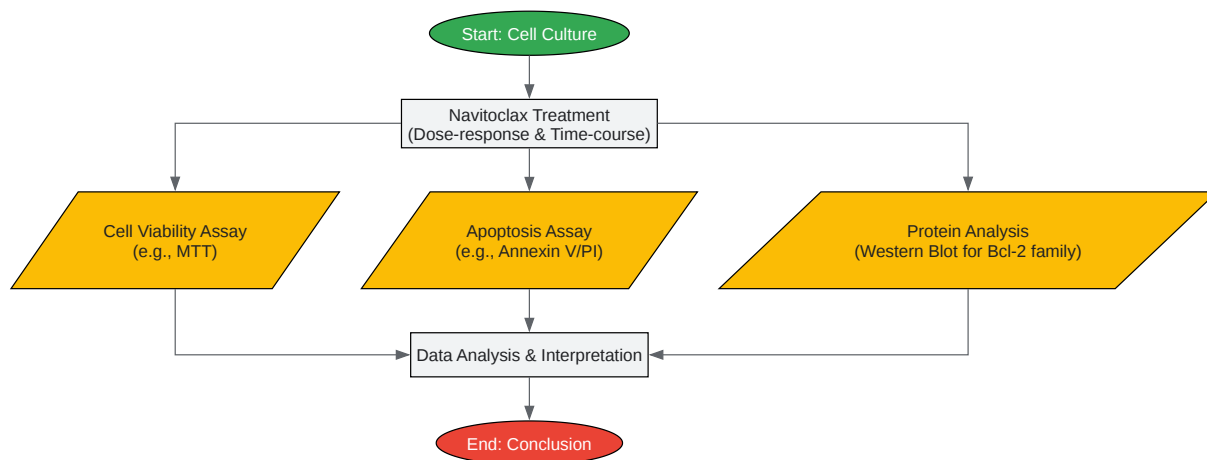 Start: Cell Culture
Navitoclax Treatment
(Dose-response & Time-course)
Cell Viability Assay
(e.g., MTT)
Apoptosis Assay
(e.g., Annexin V/PI)
Protein Analysis
(Western Blot for Bcl-2 family)
Data Analysis & Interpretation
End: Conclusion